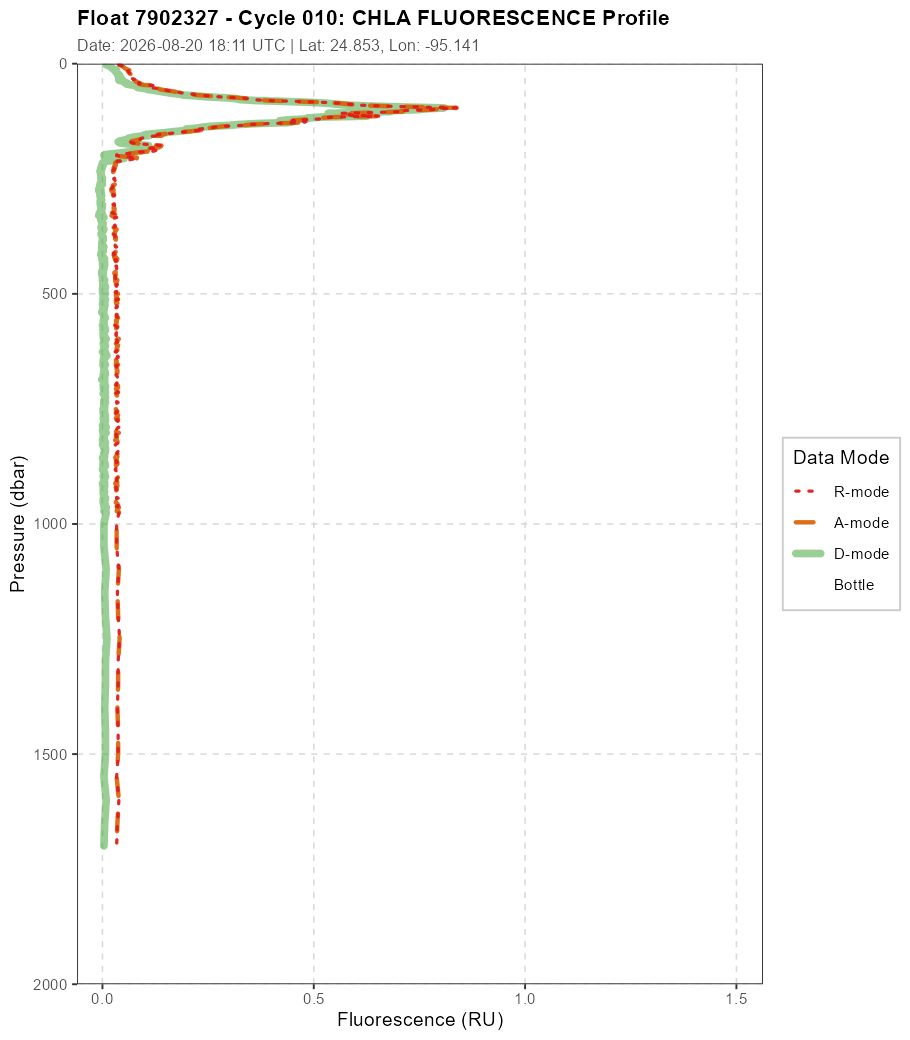 Float 7902327 - Cycle 010: CHLA FLUORESCENCE Profile
Date: 2026-08-20 18:11 UTC | Lat: 24.853, Lon: -95.141
0
500
1000
1500
2000
Pressure (dbar)
0.0
0.5
1.0
1.5
Fluorescence (RU)
Data Mode
R-mode
A-mode
D-mode
Bottle